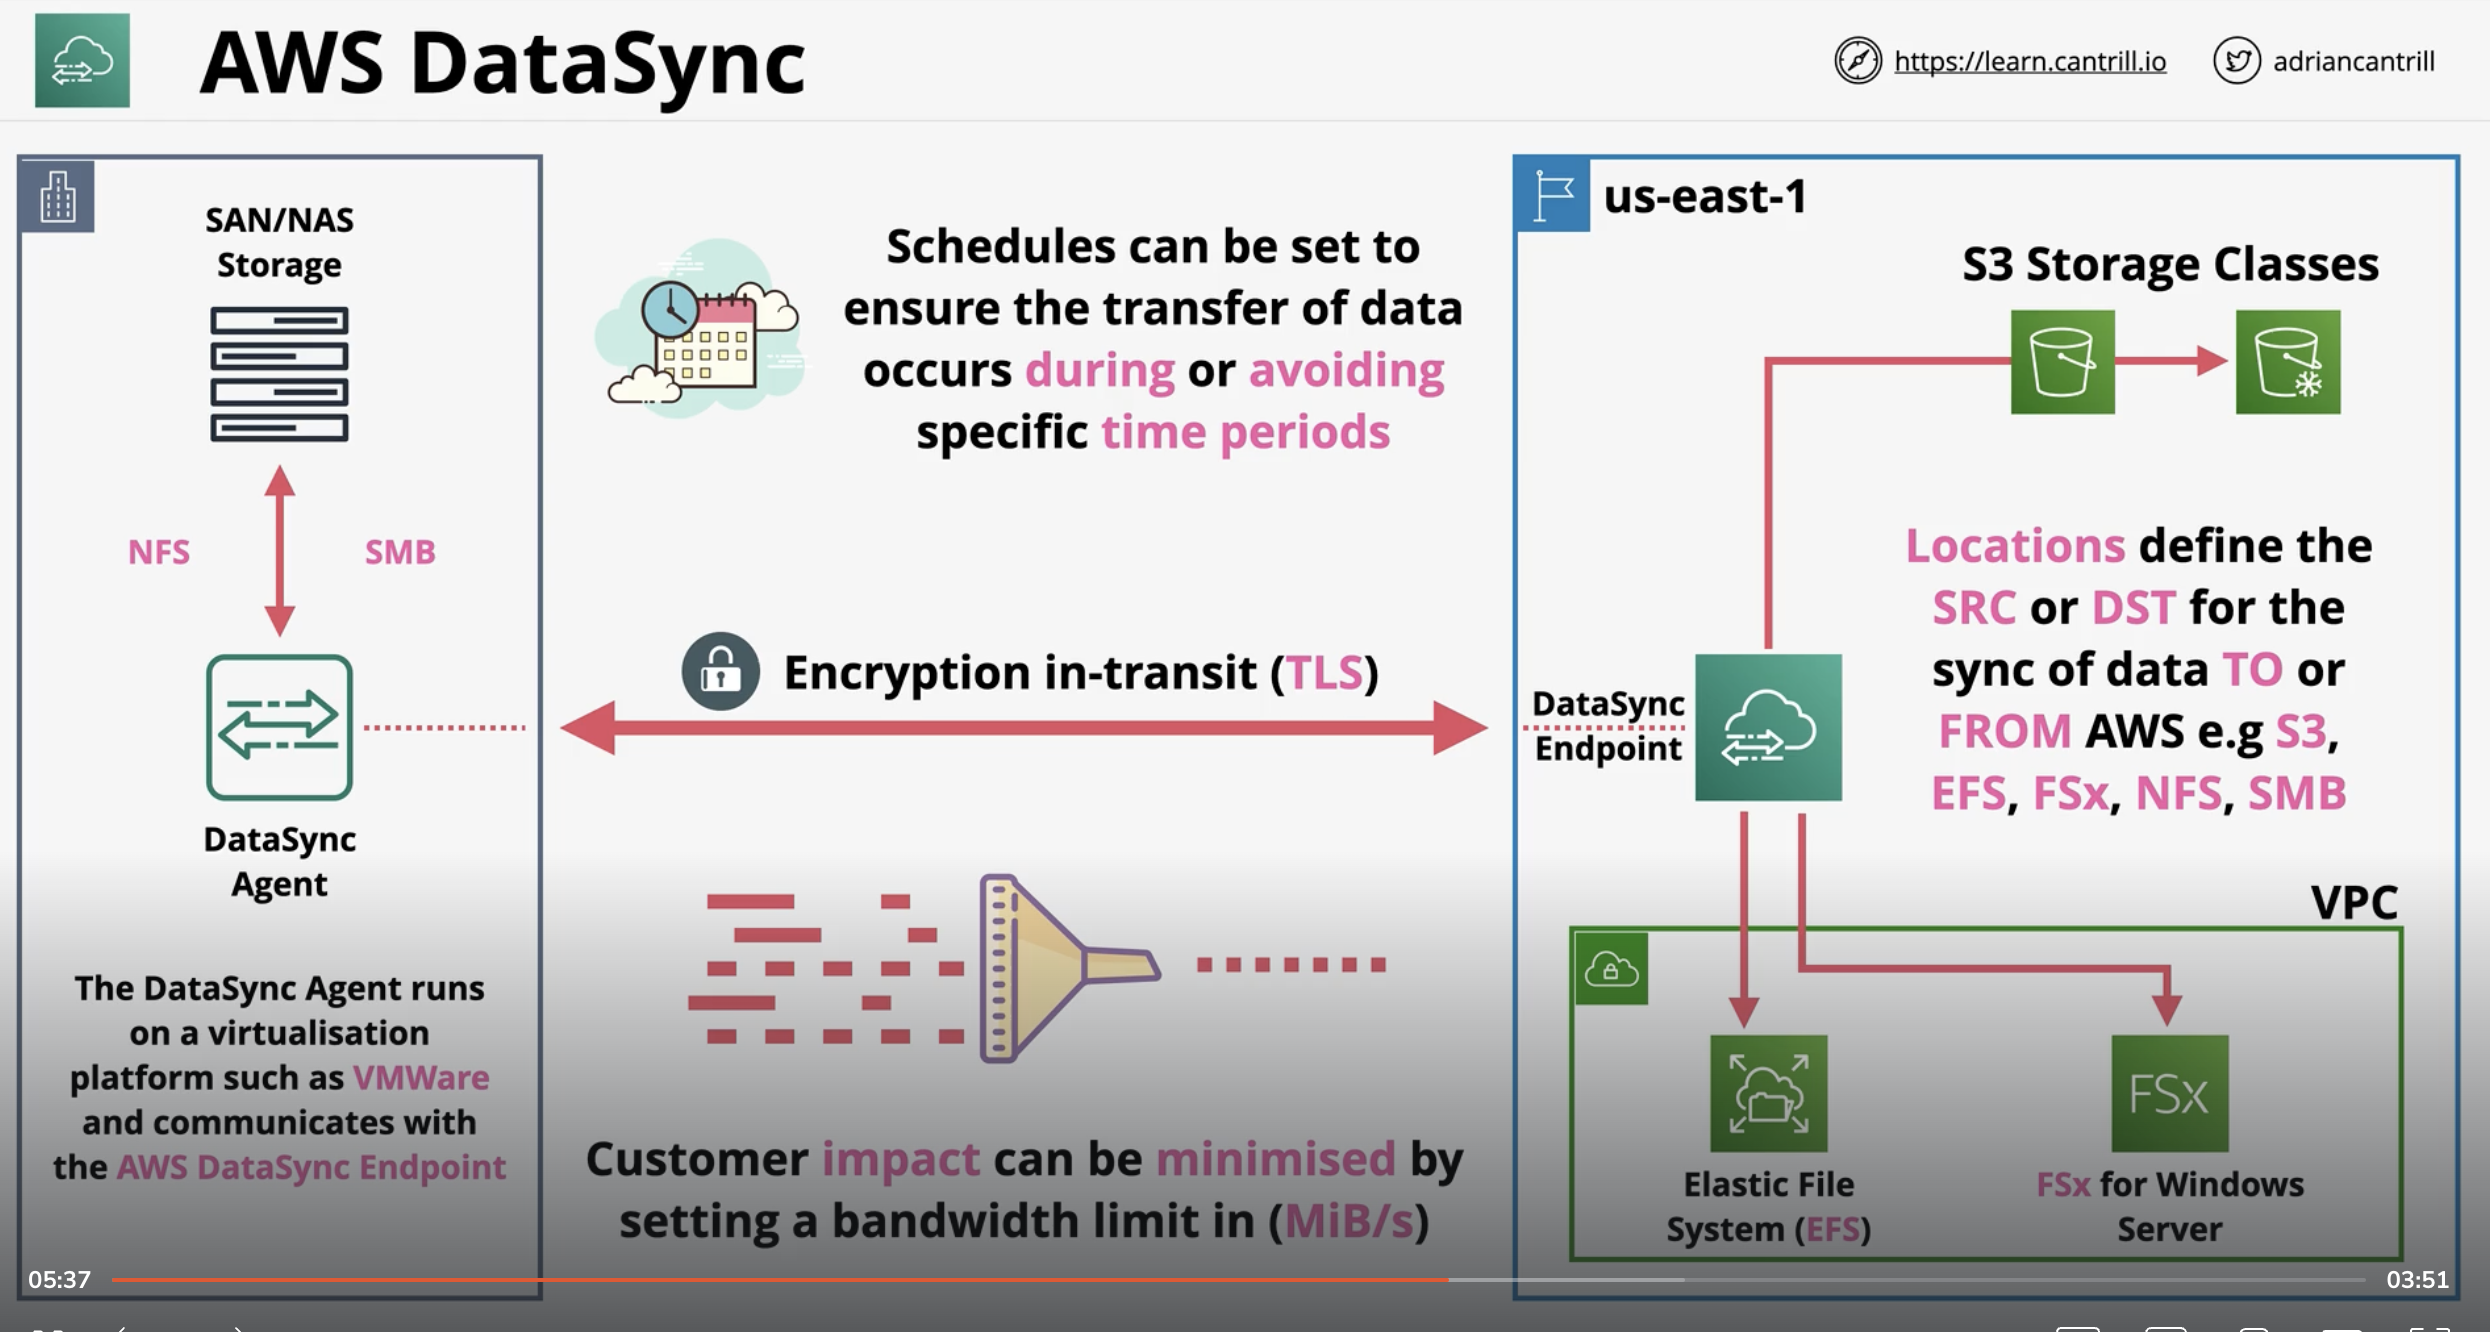 AWS DataSync
https://learn.cantrill.io
adriancantrill
SAN/NAS
Storage
NFS
SMB
DataSync
Agent
The DataSync Agent runs
on a virtualisation
platform such as VMWare
and communicates with
the AWS DataSync Endpoint
Schedules can be set to
ensure the transfer of data
occurs during or avoiding
specific time periods
Encryption in-transit (TLS)
Customer impact can be minimised by
setting a bandwidth limit in (MiB/s)
us-east-1
S3 Storage Classes
Locations define the
SRC or DST for the
sync of data TO or
FROM AWS e.g S3,
EFS, FSx, NFS, SMB
DataSync
Endpoint
VPC
Elastic File
System (EFS)
FSx
FSx for Windows
Server
05:37
03:51